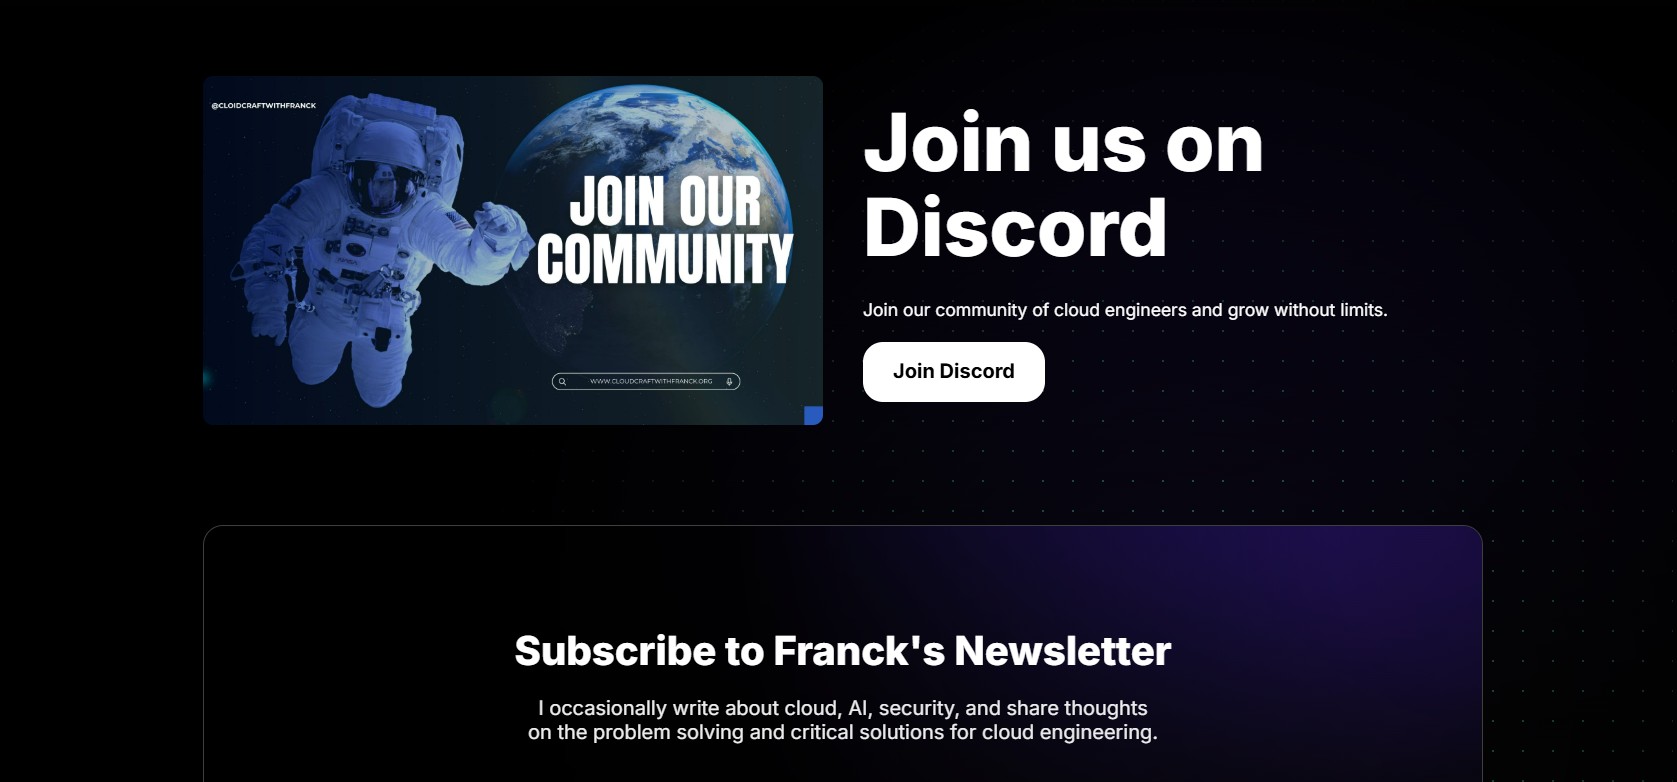 @CLOIDCRAFTWITHFRANCK
JOIN OUR
COMMUNITY
WWW.CLOUDCRAFTWITHFRANCK.ORG
Join us on
Discord
Join our community of cloud engineers and grow without limits.
Join Discord
Subscribe to Franck's Newsletter
I occasionally write about cloud, AI, security, and share thoughts
on the problem solving and critical solutions for cloud engineering.